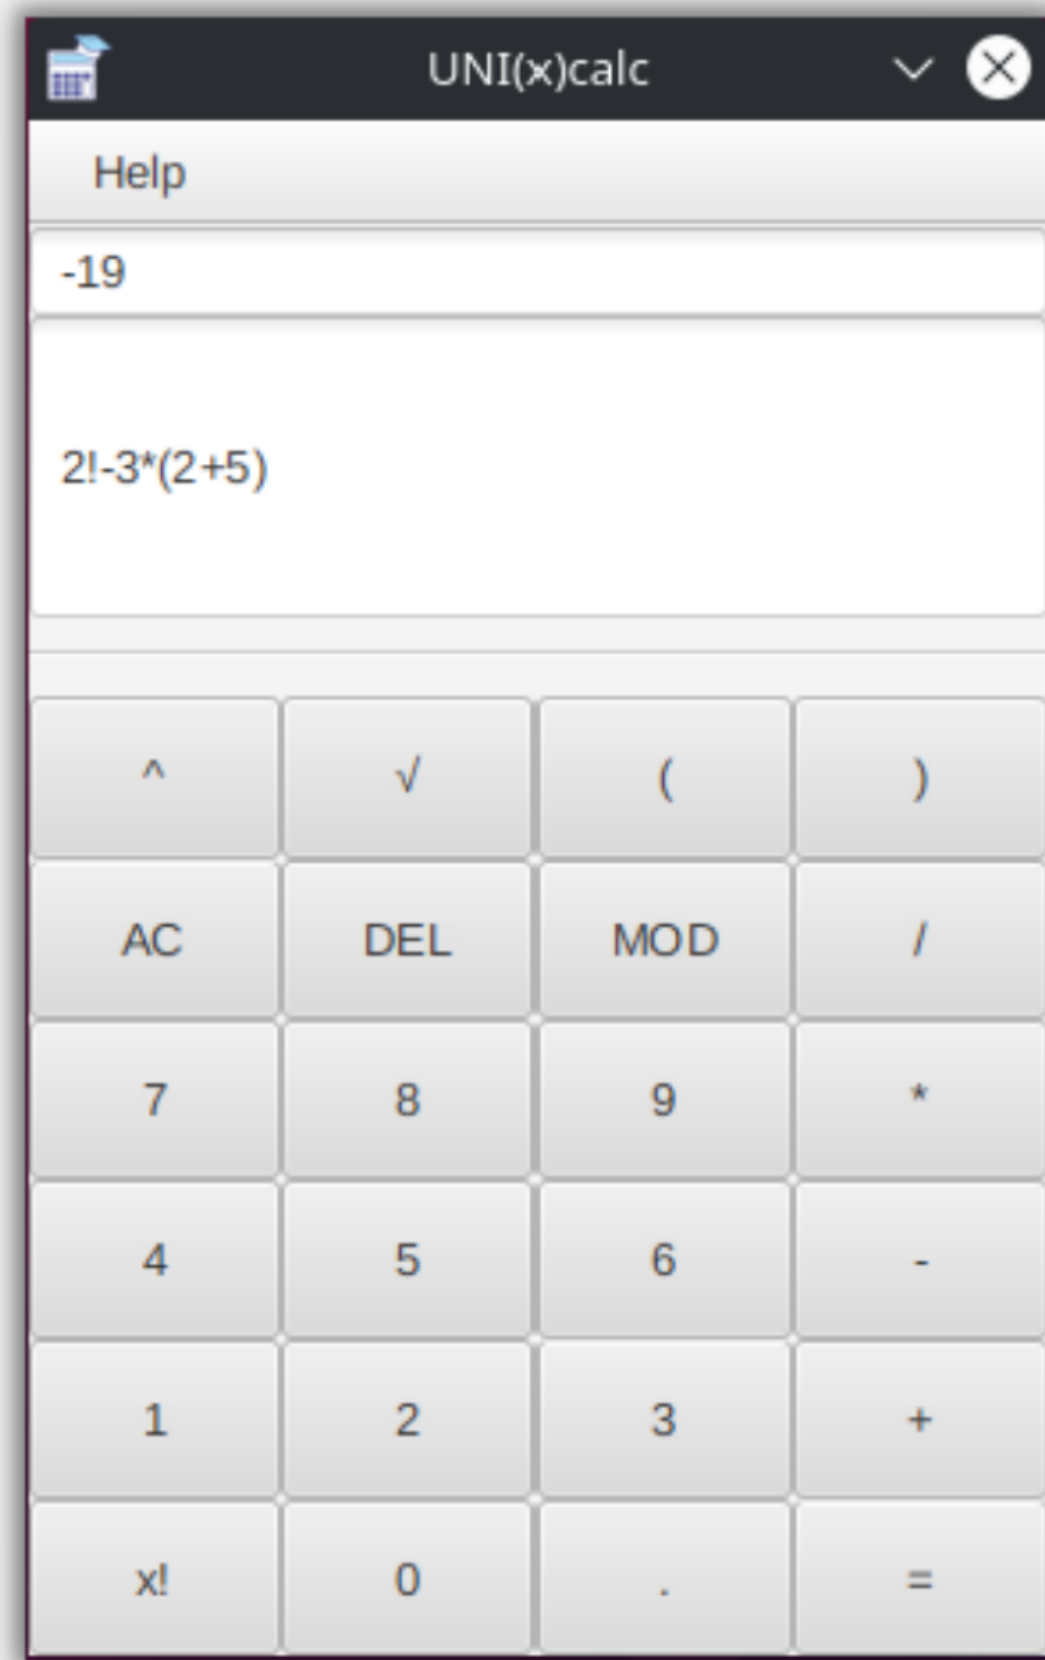 UNI(x)calc
Help
-19
2!-3*(2+5)
^ √ ( )
AC DEL MOD /
7 8 9 *
4 5 6 -
1 2 3 +
x! 0 . =